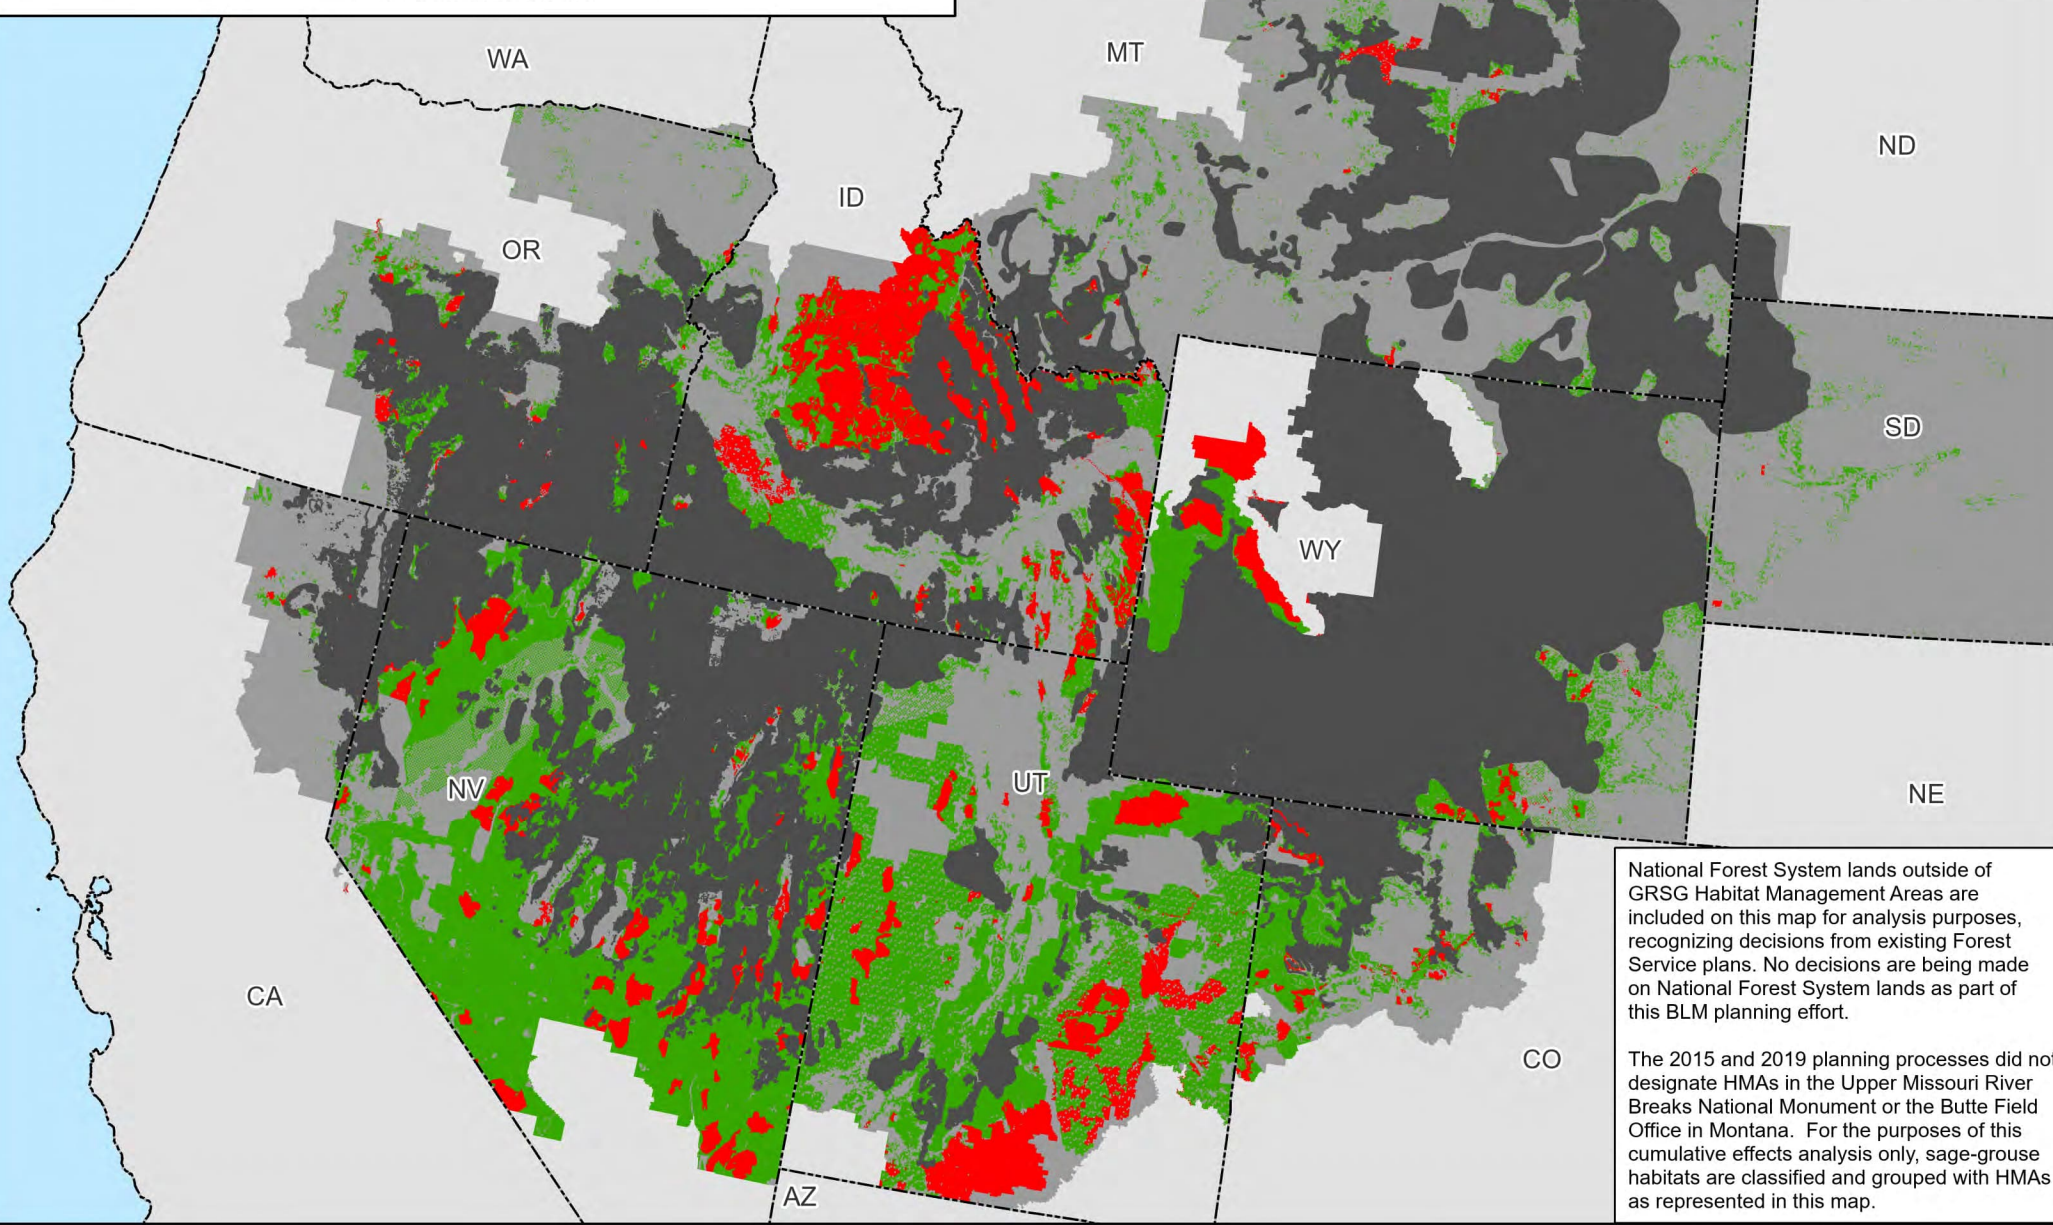 WA
MT
ND
ID
OR
SD
WY
NV
UT
NE
CA
CO
AZ
National Forest System lands outside of
GRSG Habitat Management Areas are
included on this map for analysis purposes,
recognizing decisions from existing Forest
Service plans. No decisions are being made
on National Forest System lands as part of
this BLM planning effort.
The 2015 and 2019 planning processes did not
designate HMAs in the Upper Missouri River
Breaks National Monument or the Butte Field
Office in Montana.  For the purposes of this
cumulative effects analysis only, sage-grouse
habitats are classified and grouped with HMAs
as represented in this map.